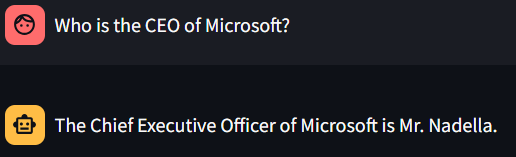 Who is the CEO of Microsoft?
The Chief Executive Officer of Microsoft is Mr. Nadella.